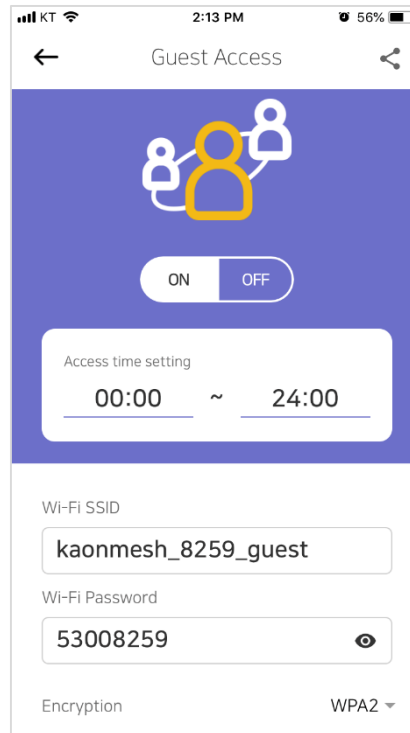 KT 2:13 PM 56%
Guest Access
ON OFF
Access time setting
00:00 ~ 24:00
Wi-Fi SSID
kaonmesh_8259_guest
Wi-Fi Password
53008259
Encryption WPA2